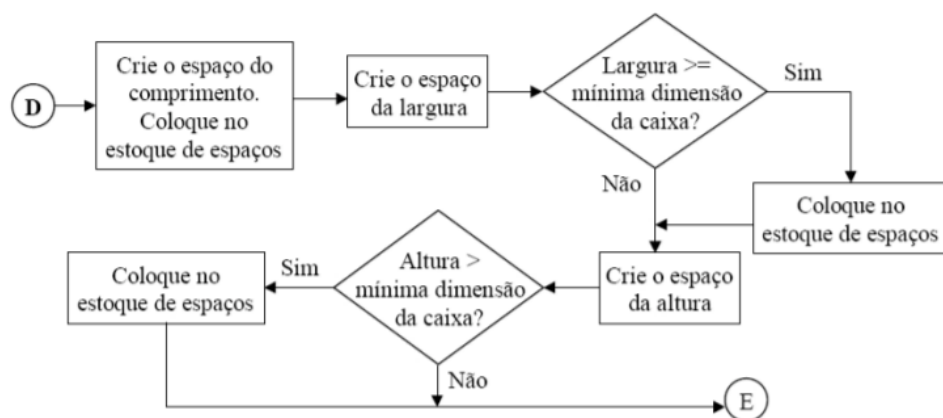 D
Crie o espaço do
comprimento.
Coloque no
estoque de espaços
Crie o espaço
da largura
Largura >=
mínima dimensão
da caixa?
Sim
Não
Coloque no
estoque de espaços
Crie o espaço
da altura
Altura >
mínima dimensão
da caixa?
Sim
Coloque no
estoque de espaços
Não
E